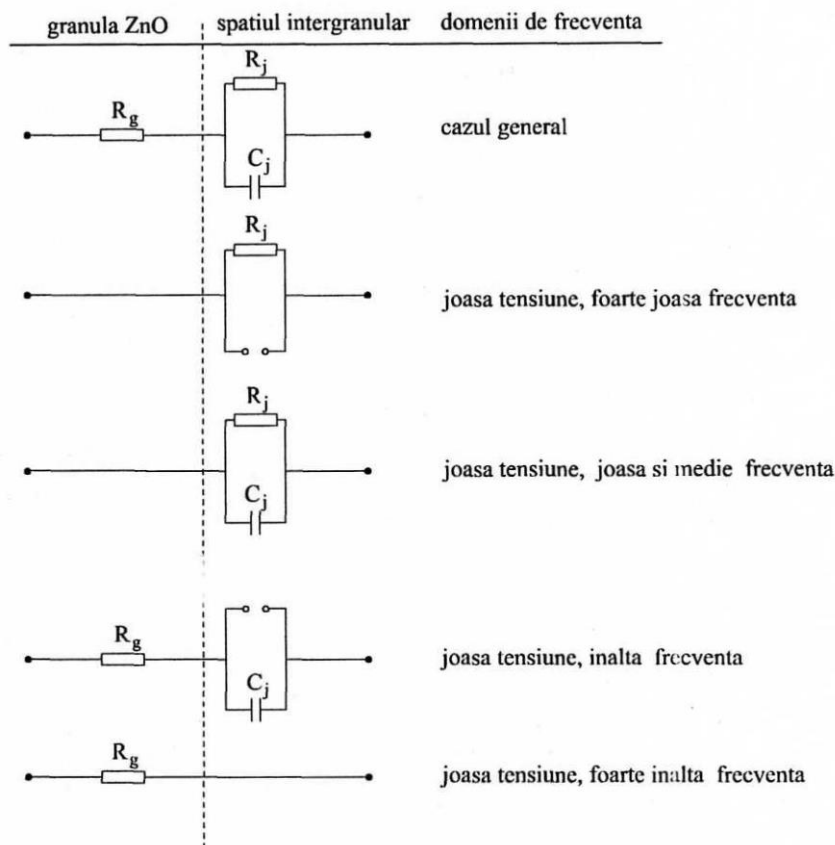 granula ZnO spatiul intergranular domenii de frecventa
R_j
R_g
C_j
cazul general
R_j
joasa tensiune, foarte joasa frecventa
R_j
C_j
joasa tensiune, joasa si medie frecventa
R_g
C_j
joasa tensiune, inalta frecventa
R_g
joasa tensiune, foarte inalta frecventa